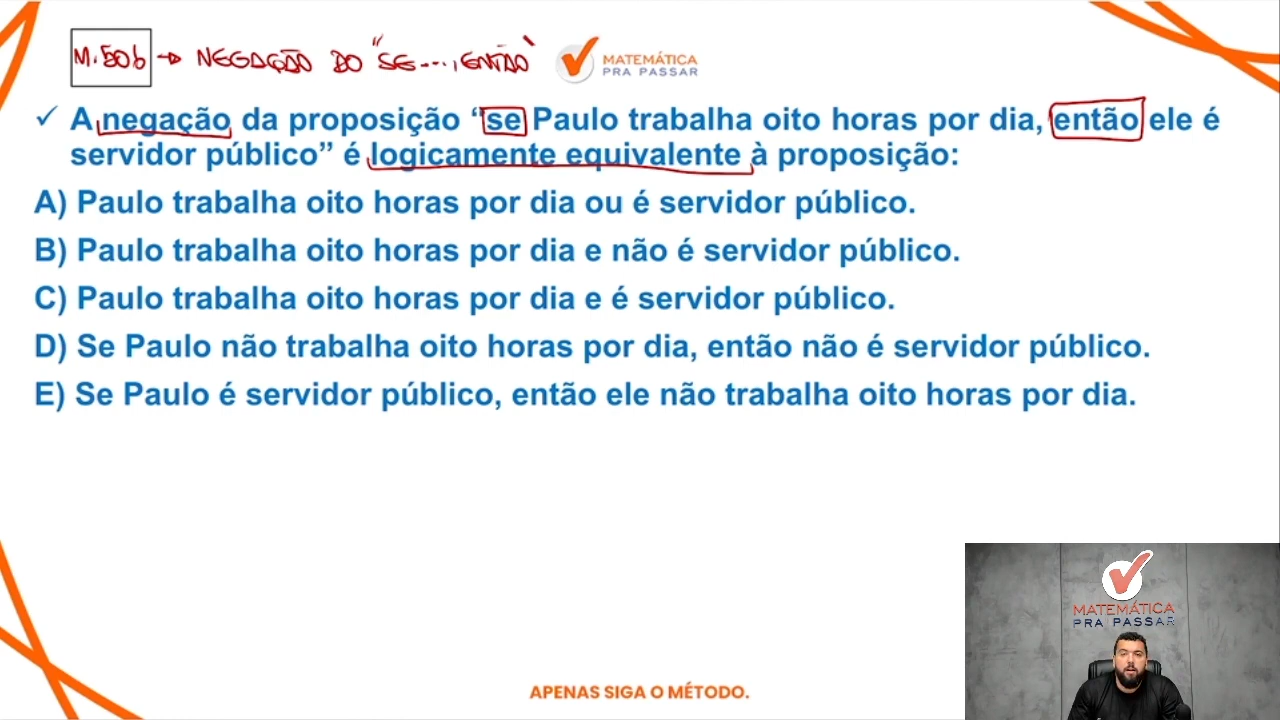 M.506 → NEGAÇÃO DO "SE...,ENTÃO"
MATEMÁTICA
PRA PASSAR
✓ A negação da proposição “se Paulo trabalha oito horas por dia, então ele é
servidor público” é logicamente equivalente à proposição:
A) Paulo trabalha oito horas por dia ou é servidor público.
B) Paulo trabalha oito horas por dia e não é servidor público.
C) Paulo trabalha oito horas por dia e é servidor público.
D) Se Paulo não trabalha oito horas por dia, então não é servidor público.
E) Se Paulo é servidor público, então ele não trabalha oito horas por dia.
MATEMÁTICA
PRA PASSAR
APENAS SIGA O MÉTODO.